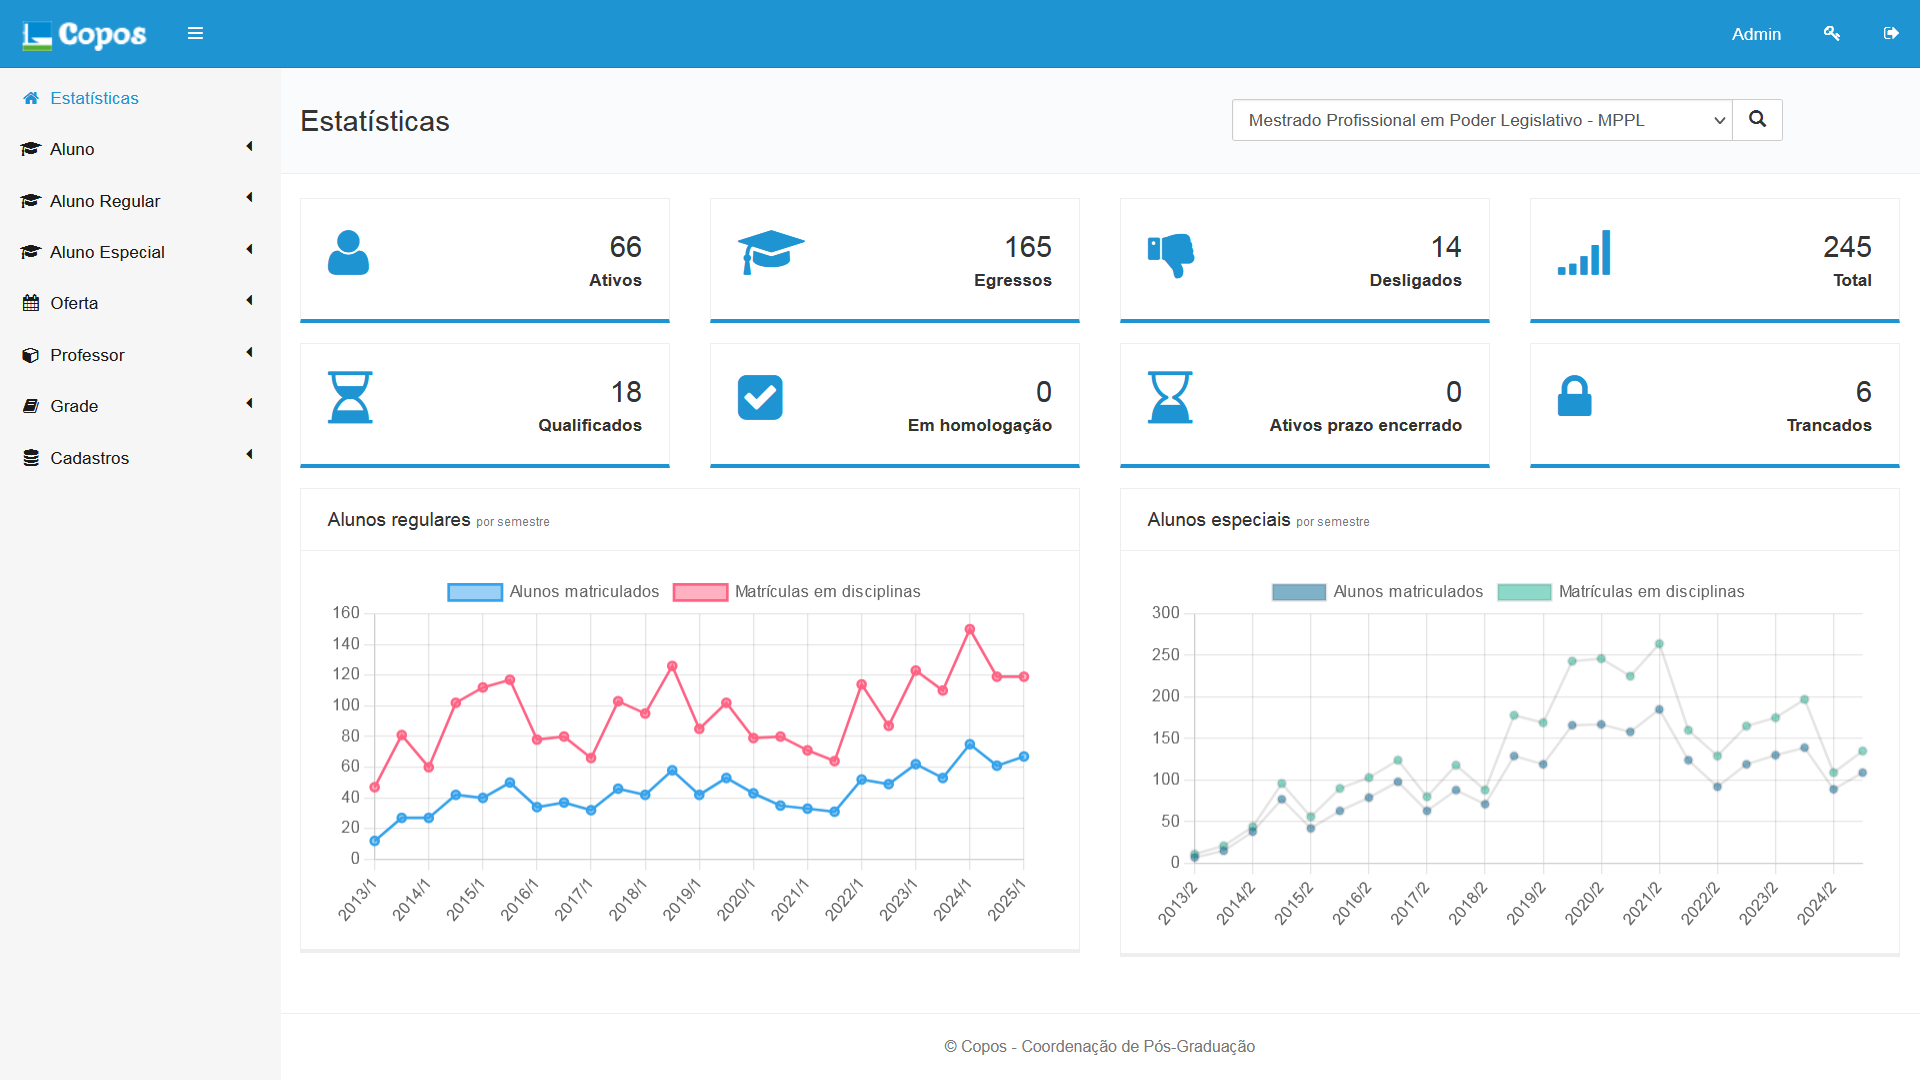 Copos
Admin
Estatísticas
Aluno
Aluno Regular
Aluno Especial
Oferta
Professor
Grade
Cadastros
Estatísticas
Mestrado Profissional em Poder Legislativo - MPPL
66
Ativos
165
Egressos
14
Desligados
245
Total
18
Qualificados
0
Em homologação
0
Ativos prazo encerrado
6
Trancados
Alunos regulares por semestre
Alunos matriculados Matrículas em disciplinas
160
140
120
100
80
60
40
20
0
2013/1 2014/1 2015/1 2016/1 2017/1 2018/1 2019/1 2020/1 2021/1 2022/1 2023/1 2024/1 2025/1
Alunos especiais por semestre
Alunos matriculados Matrículas em disciplinas
300
250
200
150
100
50
0
2013/2 2014/2 2015/2 2016/2 2017/2 2018/2 2019/2 2020/2 2021/2 2022/2 2023/2 2024/2
© Copos - Coordenação de Pós-Graduação